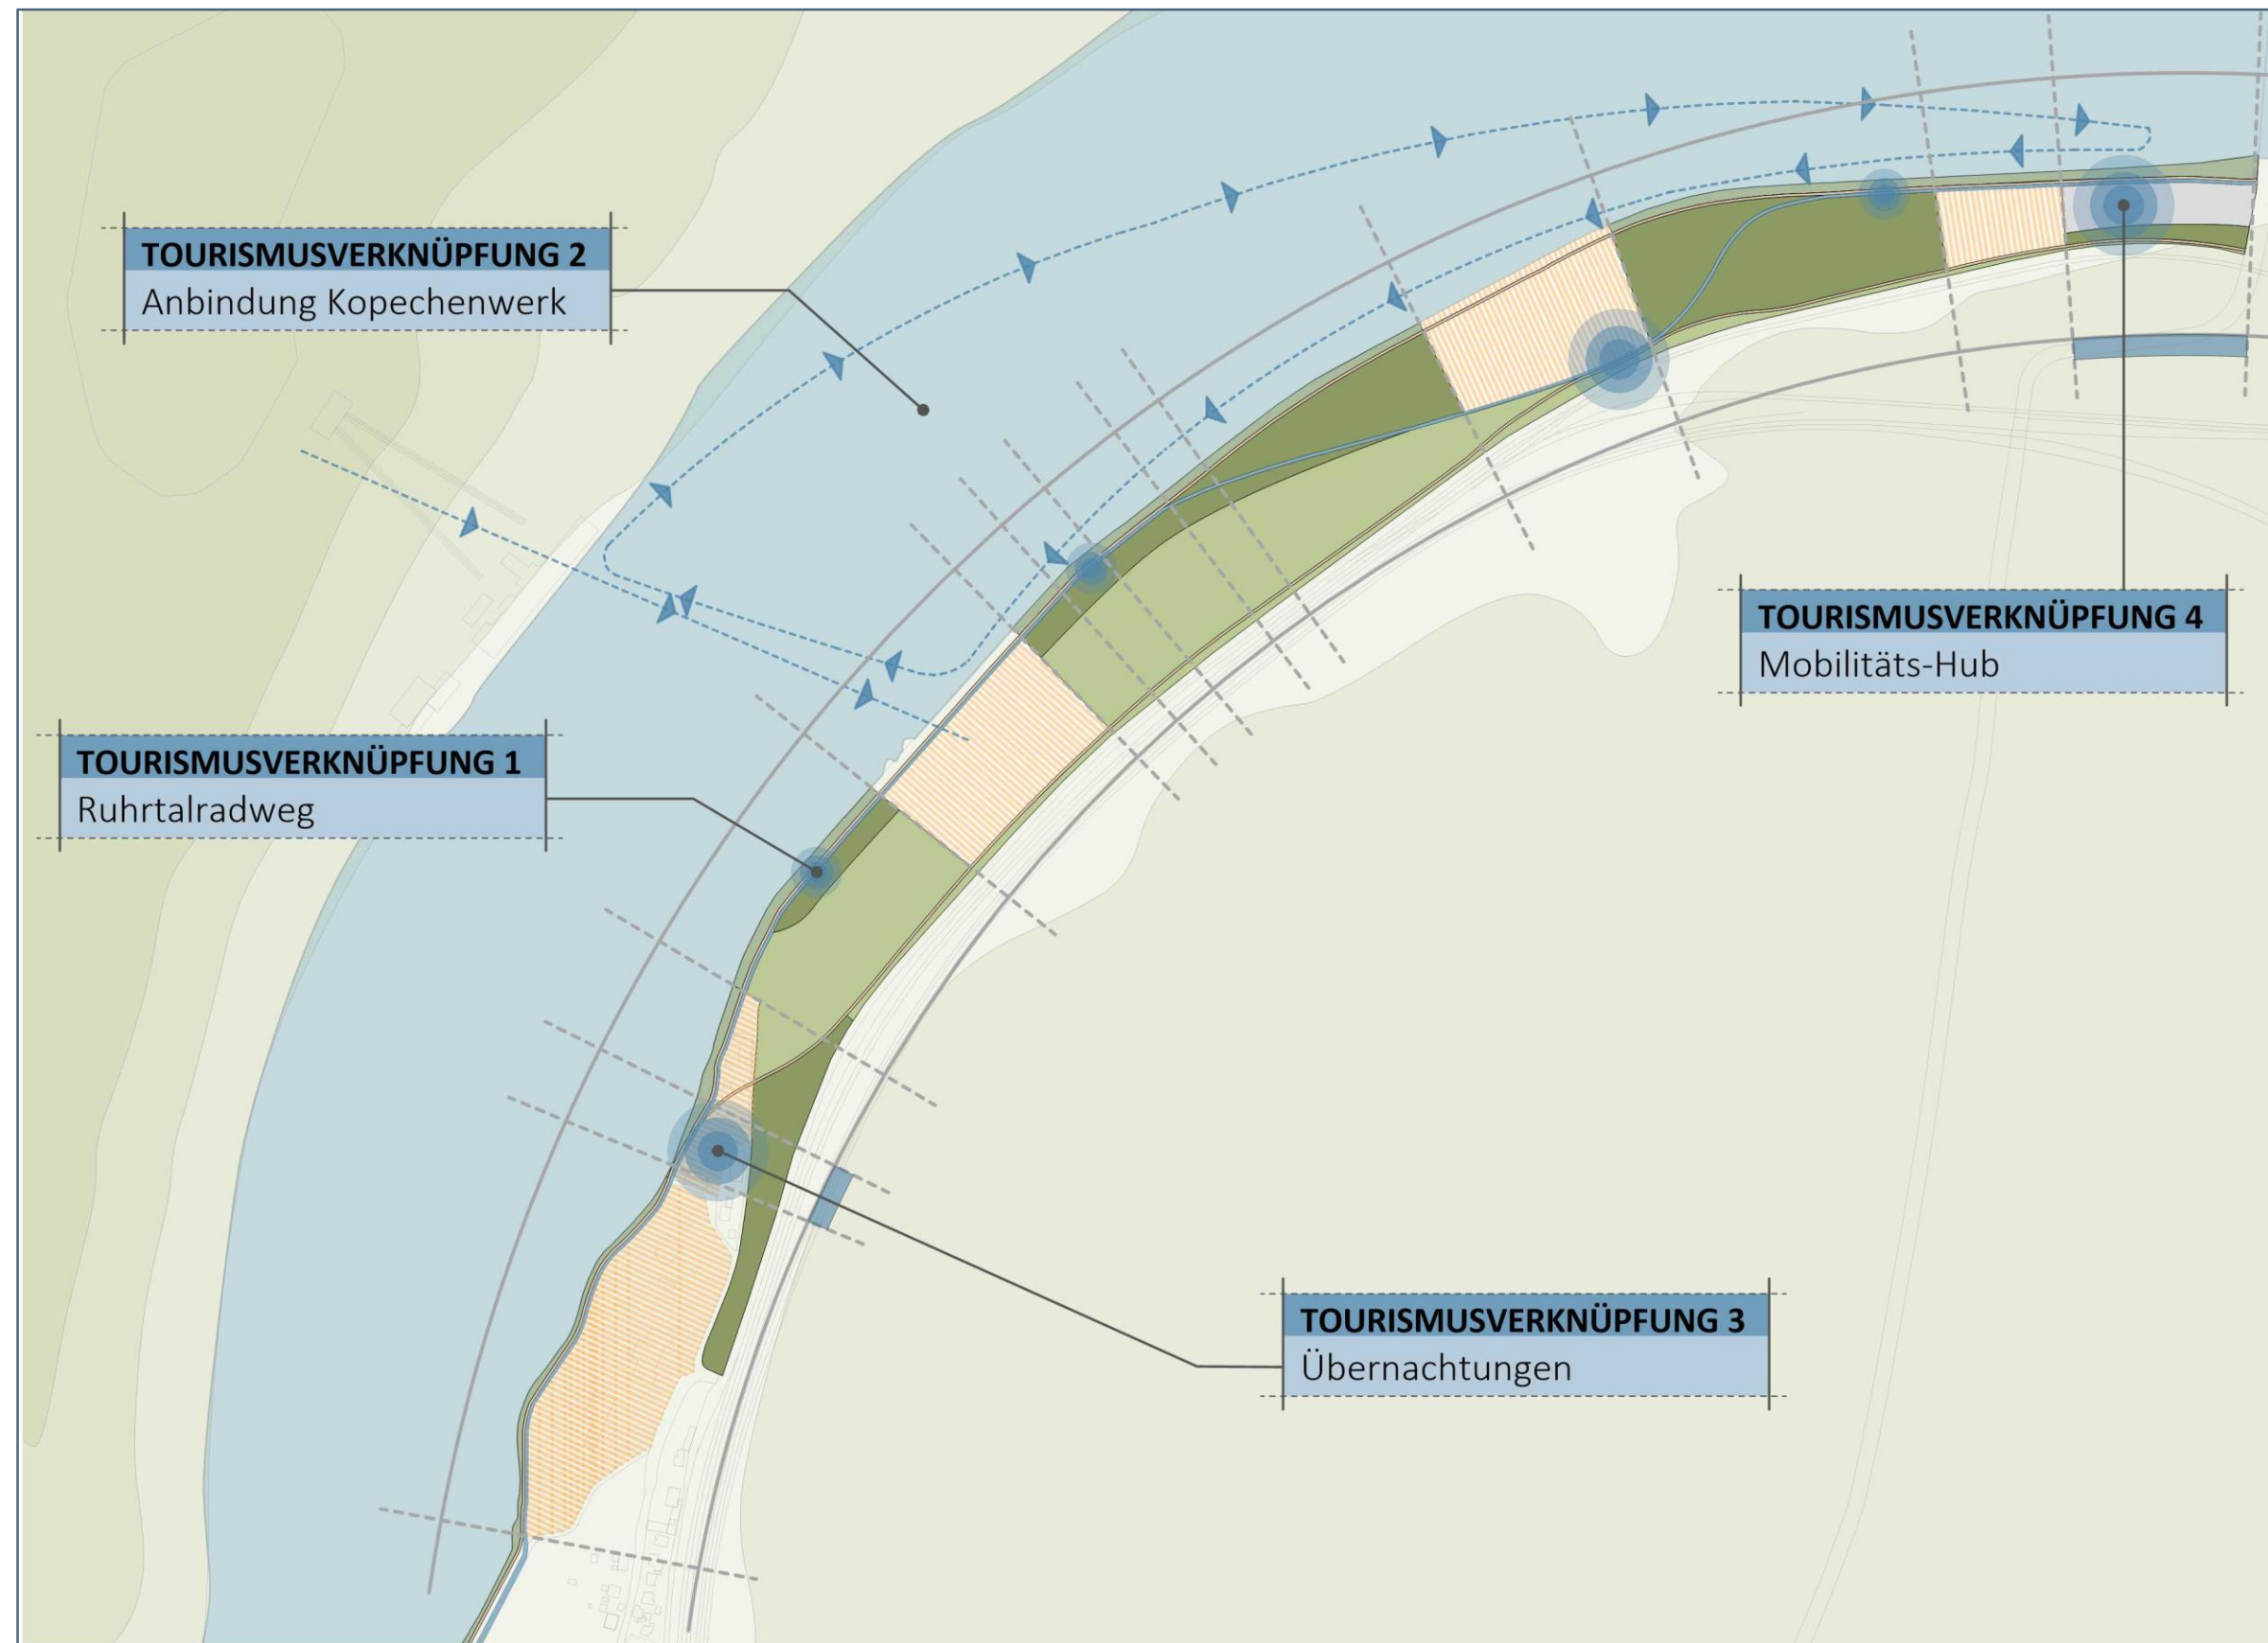 TOURISMUSVERKNÜPFUNG 2
Anbindung Kopechenwerk
TOURISMUSVERKNÜPFUNG 4
Mobilitäts-Hub
TOURISMUSVERKNÜPFUNG 1
Ruhrtalradweg
TOURISMUSVERKNÜPFUNG 3
Übernachtungen